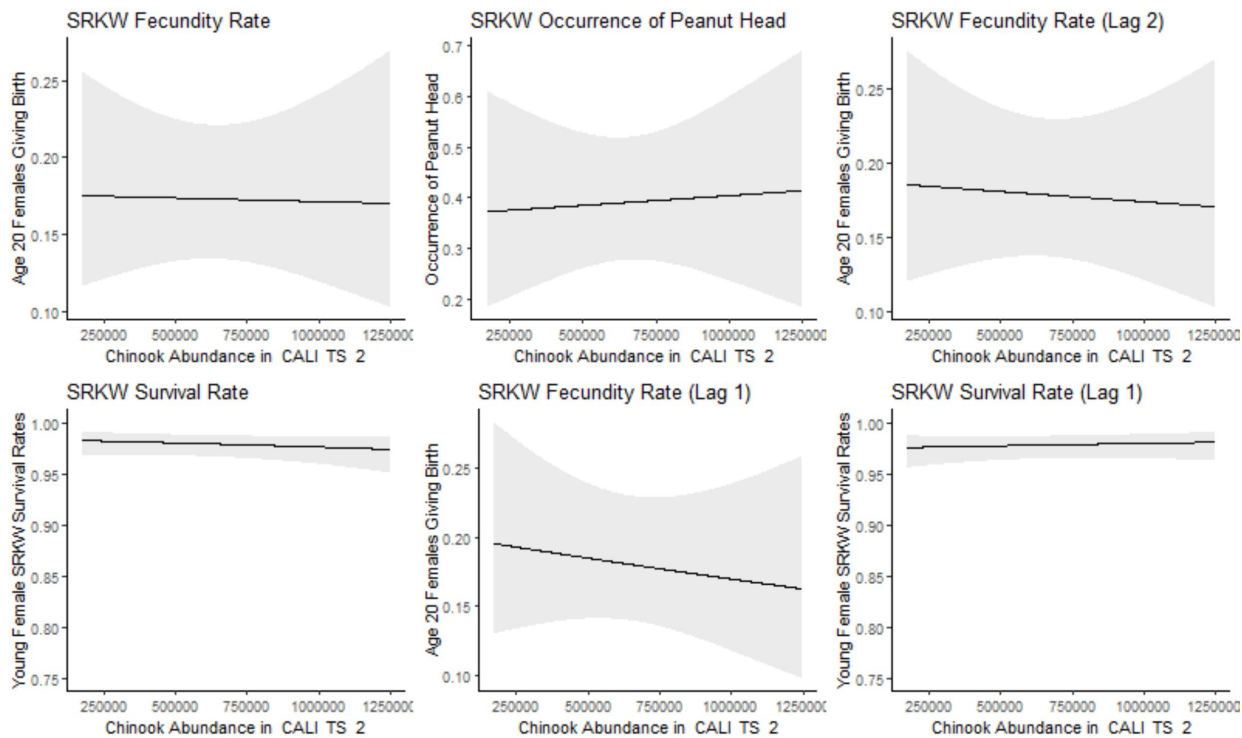 SRKW Fecundity Rate
Age 20 Females Giving Birth
0.25
0.20
0.15
0.10
250000 500000 750000 1000000 1250000
Chinook Abundance in CALI TS 2
SRKW Occurrence of Peanut Head
Occurrence of Peanut Head
0.7
0.6
0.5
0.4
0.3
0.2
250000 500000 750000 1000000 1250000
Chinook Abundance in CALI TS 2
SRKW Fecundity Rate (Lag 2)
Age 20 Females Giving Birth
0.25
0.20
0.15
0.10
250000 500000 750000 1000000 1250000
Chinook Abundance in CALI TS 2
SRKW Survival Rate
Young Female SRKW Survival Rates
1.00
0.95
0.90
0.85
0.80
0.75
250000 500000 750000 1000000 1250000
Chinook Abundance in CALI TS 2
SRKW Fecundity Rate (Lag 1)
Age 20 Females Giving Birth
0.25
0.20
0.15
0.10
250000 500000 750000 1000000 1250000
Chinook Abundance in CALI TS 2
SRKW Survival Rate (Lag 1)
Young Female SRKW Survival Rates
1.00
0.95
0.90
0.85
0.80
0.75
250000 500000 750000 1000000 1250000
Chinook Abundance in CALI TS 2